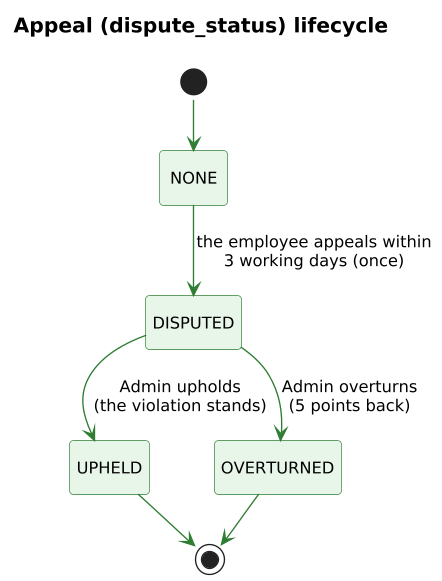 Appeal (dispute_status) lifecycle
NONE
the employee appeals within
3 working days (once)
DISPUTED
Admin upholds
(the violation stands)
Admin overturns
(5 points back)
UPHELD
OVERTURNED